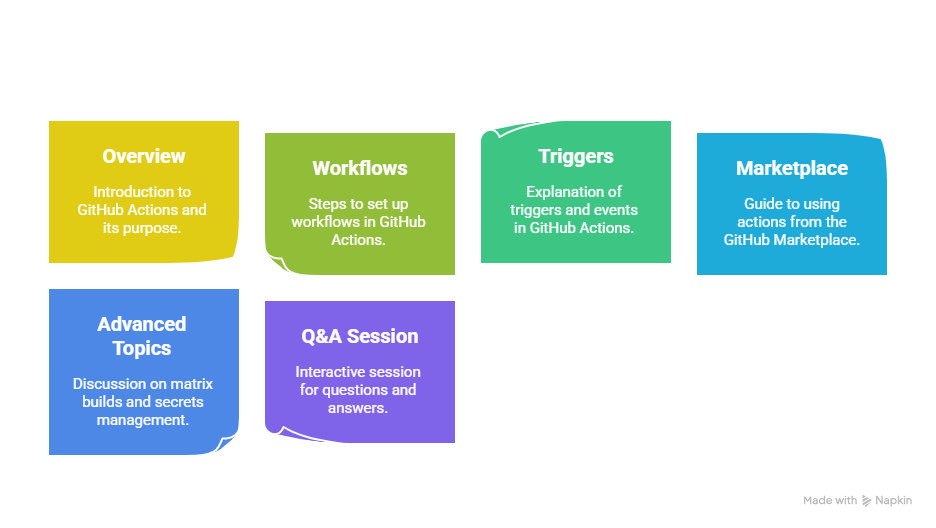 Overview
Introduction to
GitHub Actions and
its purpose.
Workflows
Steps to set up
workflows in GitHub
Actions.
Triggers
Explanation of
triggers and events
in GitHub Actions.
Marketplace
Guide to using
actions from the
GitHub Marketplace.
Advanced
Topics
Discussion on matrix
builds and secrets
management.
Q&A Session
Interactive session
for questions and
answers.
Made with Napkin